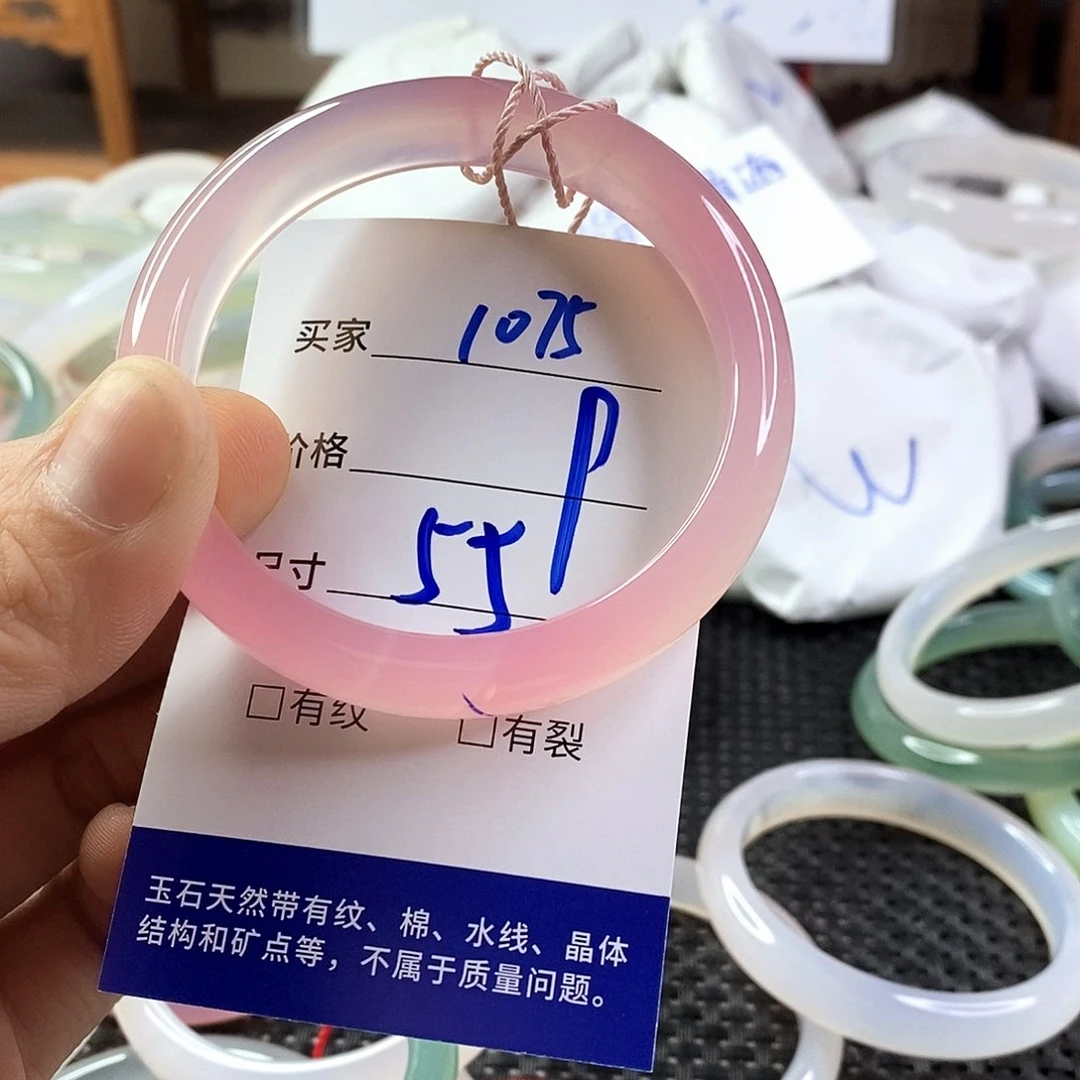 买家 1075
价格 P
尺寸 55
□有纹 □有裂
玉石天然带有纹、棉、水线、晶体
结构和矿点等，不属于质量问题。